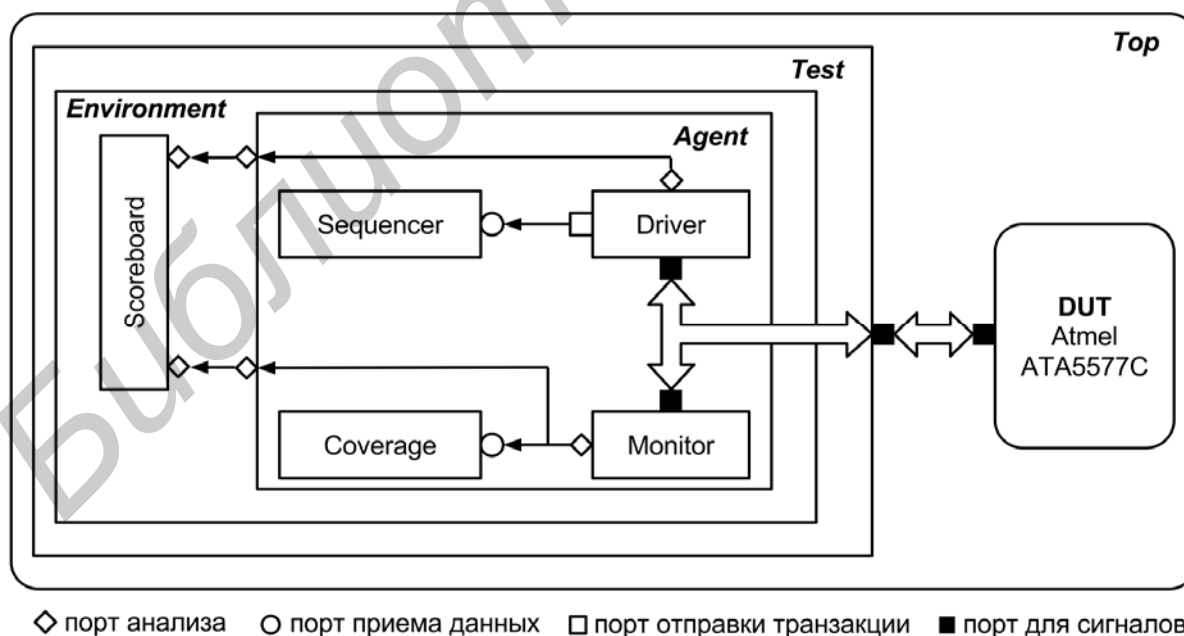 Top
Test
Environment
Agent
Scoreboard
Sequencer
Driver
Coverage
Monitor
DUT
Atmel
ATA5577C
порт анализа порт приема данных порт отправки транзакции порт для сигналов